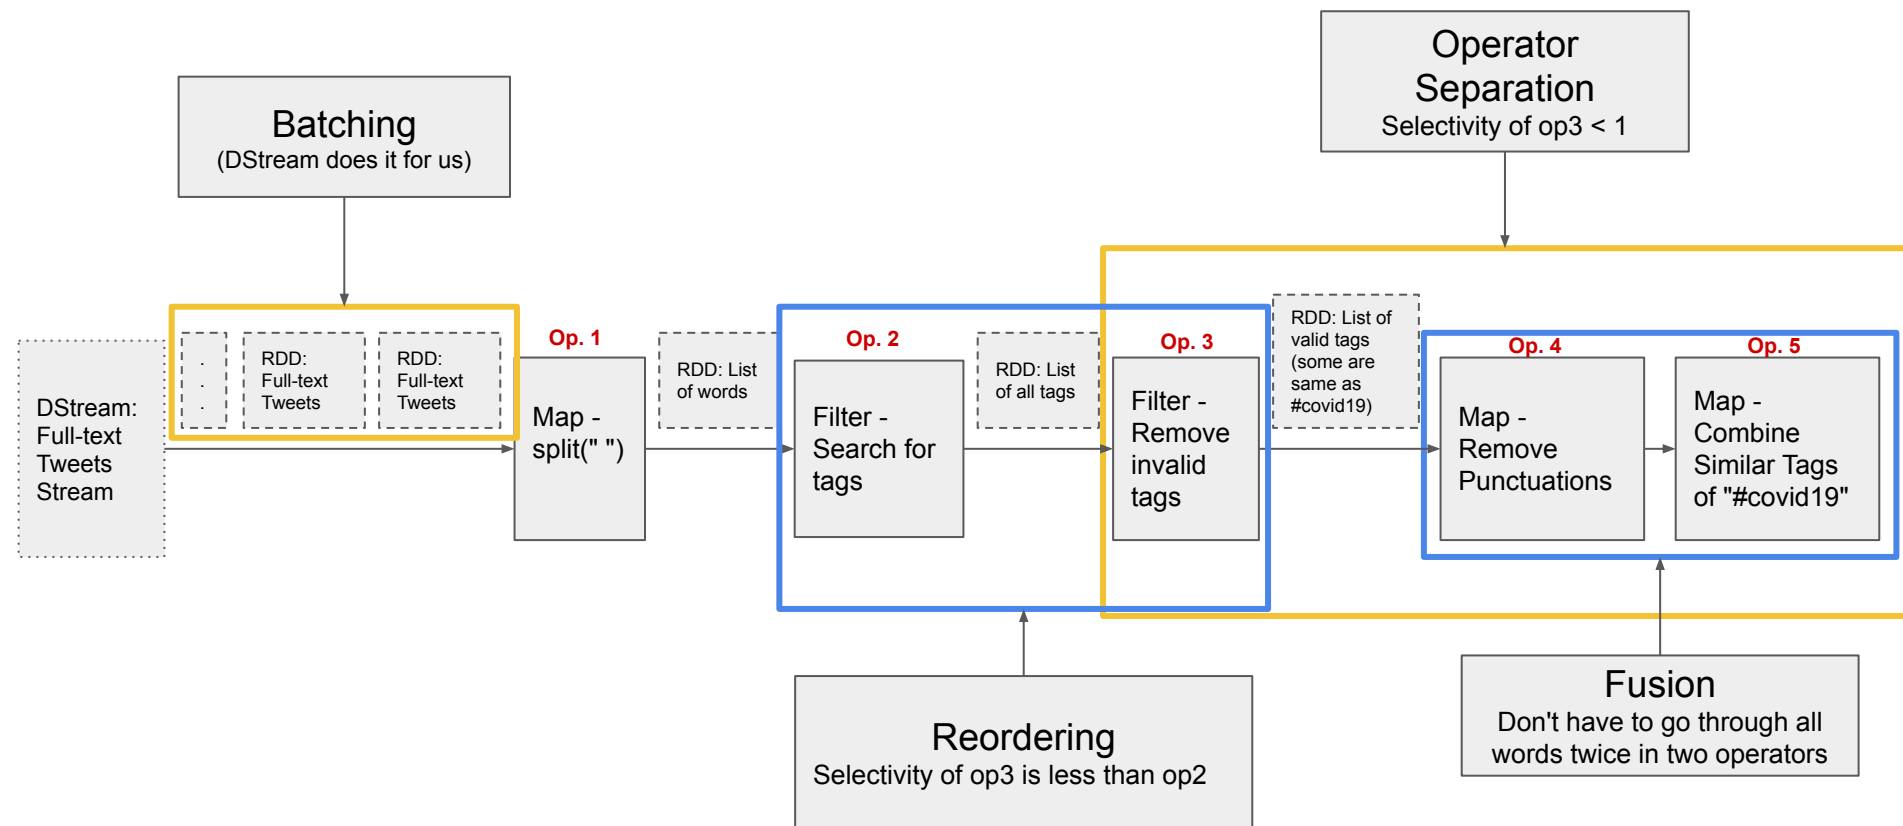 Operator
Separation
Selectivity of op3 < 1
Batching
(DStream does it for us)
DStream:
Full-text
Tweets
Stream
.
.
.
RDD:
Full-text
Tweets
RDD:
Full-text
Tweets
Op. 1
Map -
split(" ")
RDD: List
of words
Op. 2
Filter -
Search for
tags
RDD: List
of all tags
Op. 3
Filter -
Remove
invalid
tags
RDD: List of
valid tags
(some are
same as
#covid19)
Op. 4
Map -
Remove
Punctuations
Op. 5
Map -
Combine
Similar Tags
of "#covid19"
Reordering
Selectivity of op3 is less than op2
Fusion
Don't have to go through all
words twice in two operators